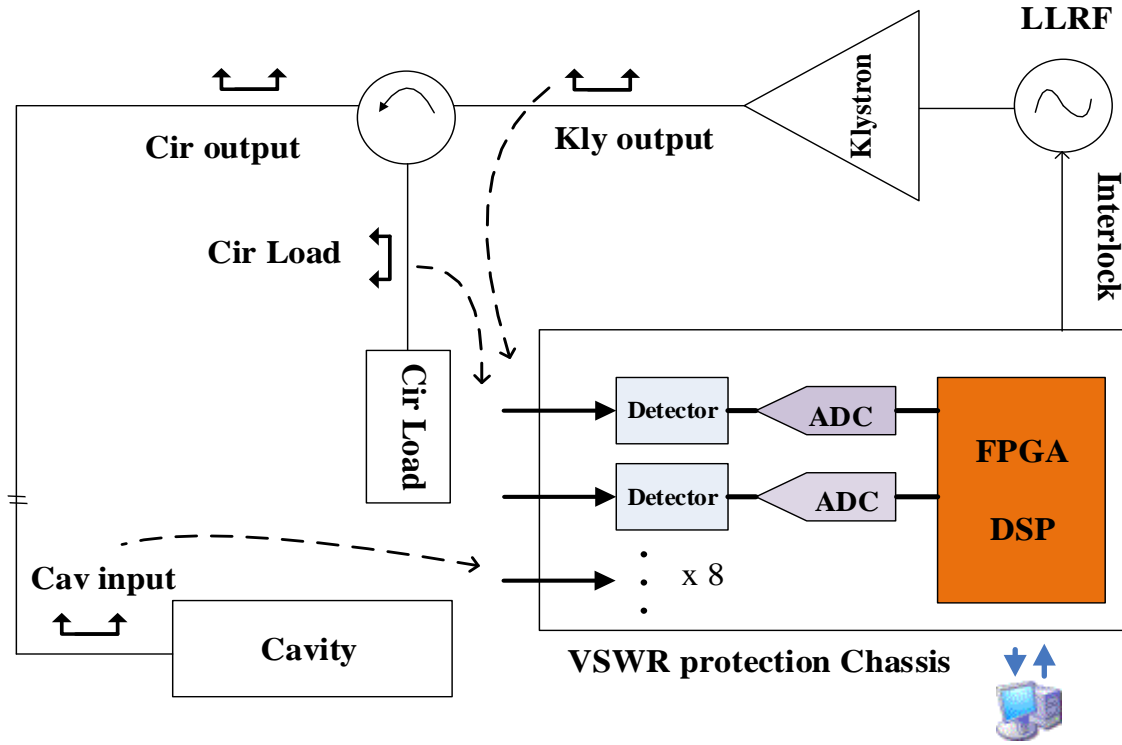 LLRF
Klystron
Cir output
Kly output
Interlock
Cir Load
Cir Load
Detector
ADC
FPGA
DSP
Detector
ADC
x 8
Cav input
Cavity
VSWR protection Chassis